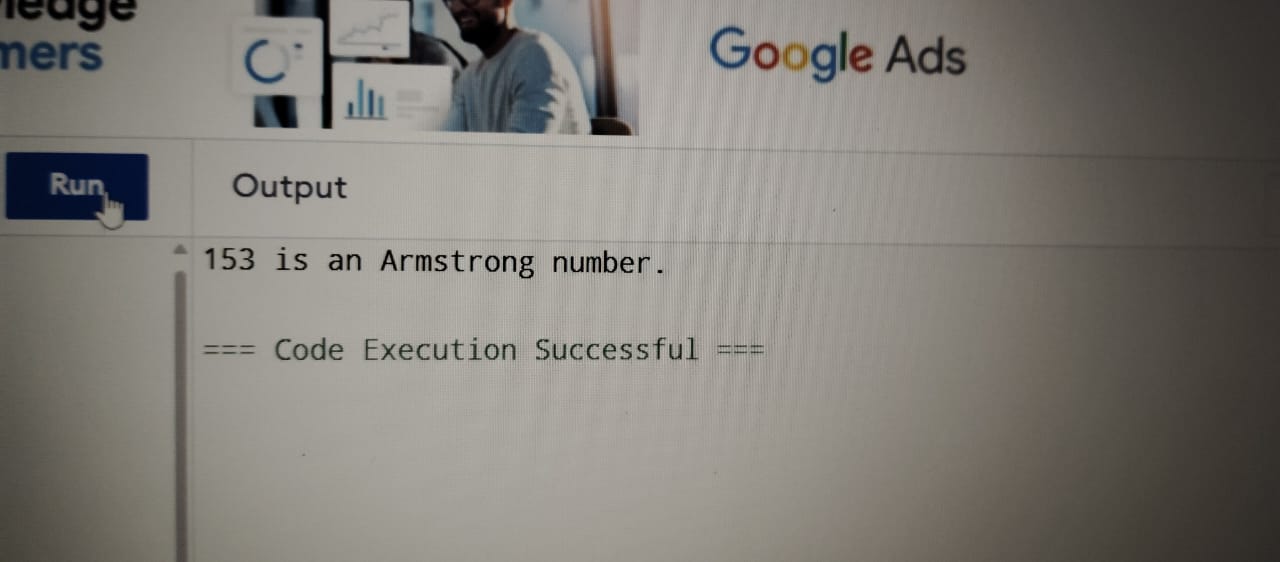 mers
Google Ads
Run
Output
153 is an Armstrong number.
=== Code Execution Successful ===